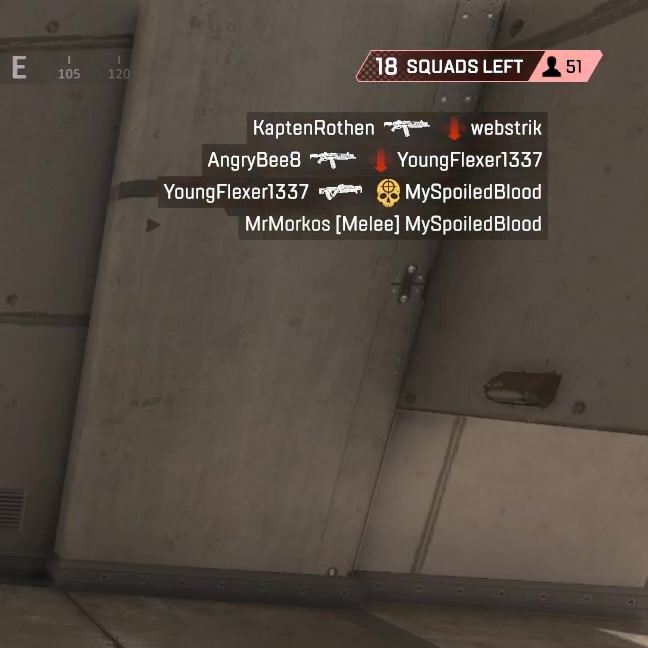 18 SQUADS LEFT 51
E 105 120
KaptenRothen webstrik
AngryBee8 YoungFlexer1337
YoungFlexer1337 MySpoiledBlood
MrMorkos [Melee] MySpoiledBlood